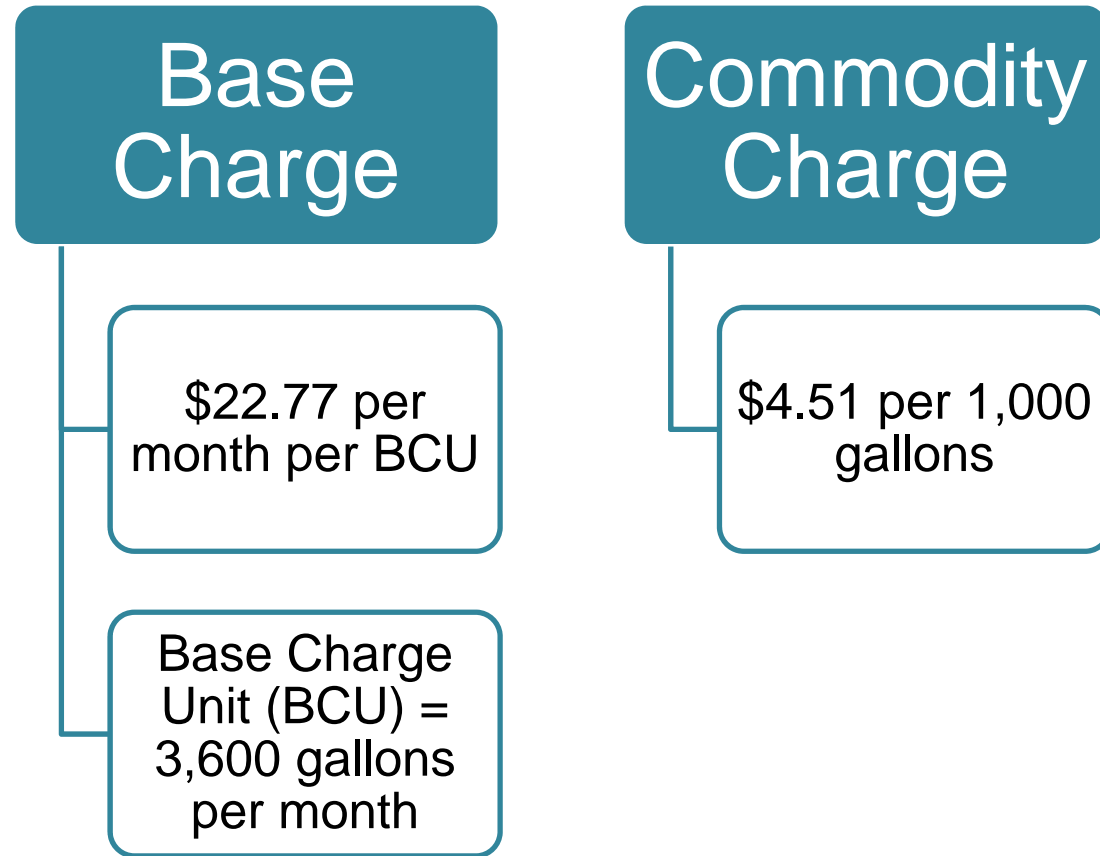 Base
Charge
$22.77 per
month per BCU
Base Charge
Unit (BCU) =
3,600 gallons
per month
Commodity
Charge
$4.51 per 1,000
gallons